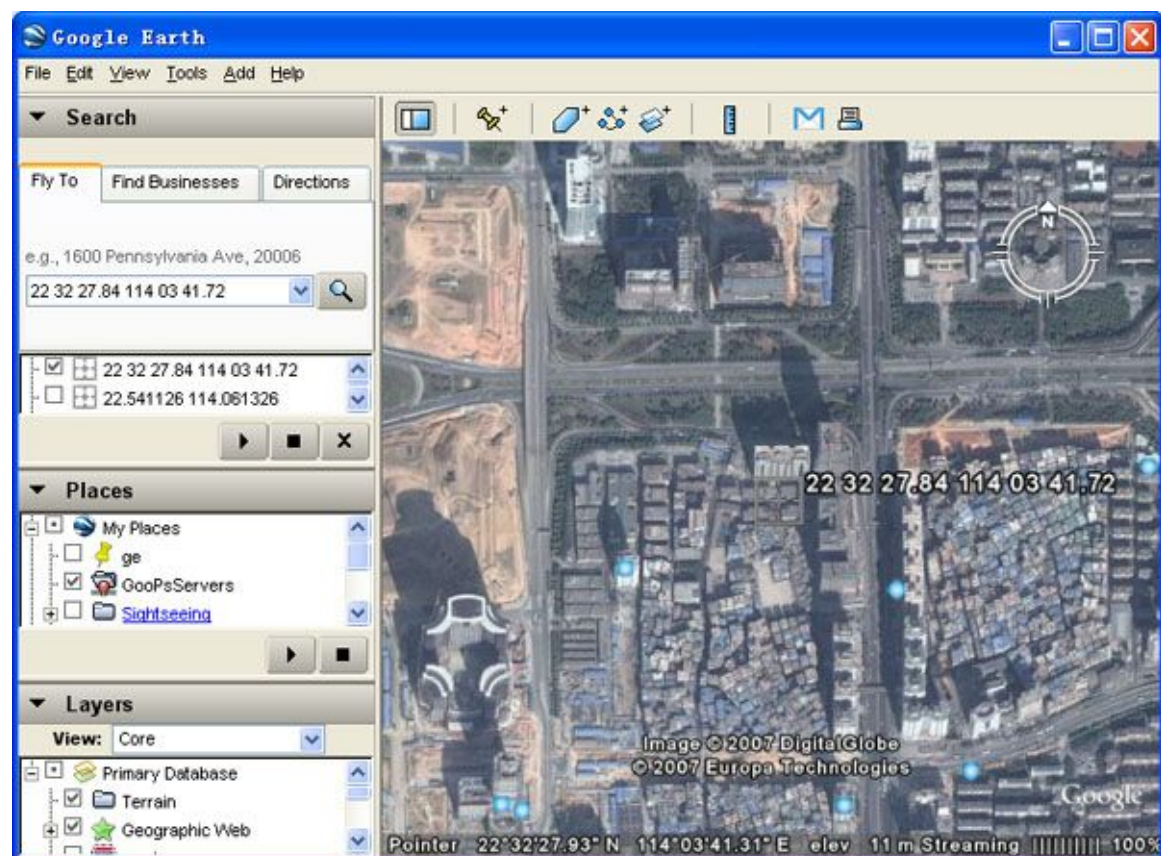 Google Earth
File Edit View Tools Add Help
Search
Fly To Find Businesses Directions
e.g., 1600 Pennsylvania Ave, 20006
22 32 27.84 114 03 41.72
22 32 27.84 114 03 41.72
22.541126 114.061326
Places
My Places
ge
GooPsServers
Sightseeing
Layers
View: Core
Primary Database
Terrain
Geographic Web
N
22 32 27.84 114 03 41.72
Image © 2007 DigitalGlobe
© 2007 Europa Technologies
Google
Pointer 22°32'27.93" N 114°03'41.31" E elev 11 m Streaming |||||||||| 100%